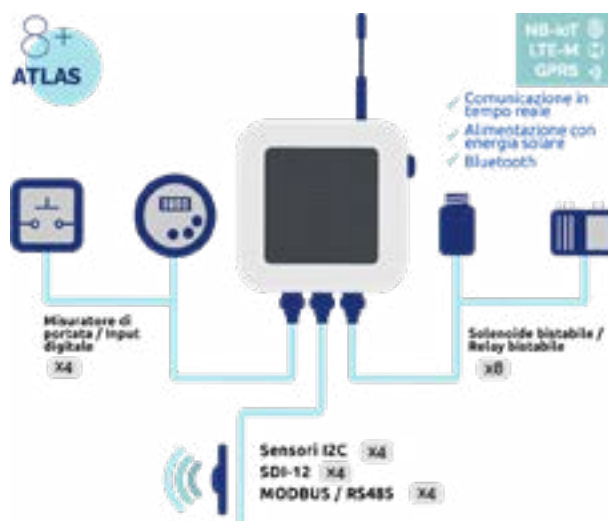 8+
ATLAS
NB-IoT
LTE-M
GPRS
Comunicazione in
tempo reale
Alimentazione con
energia solare
Bluetooth
Misuratore di
portata / Input
digitale
X4
Solenoide bistabile /
Relay bistabile
x8
Sensori I2C X4
SDI-12 X4
MODBUS / RS485 X4